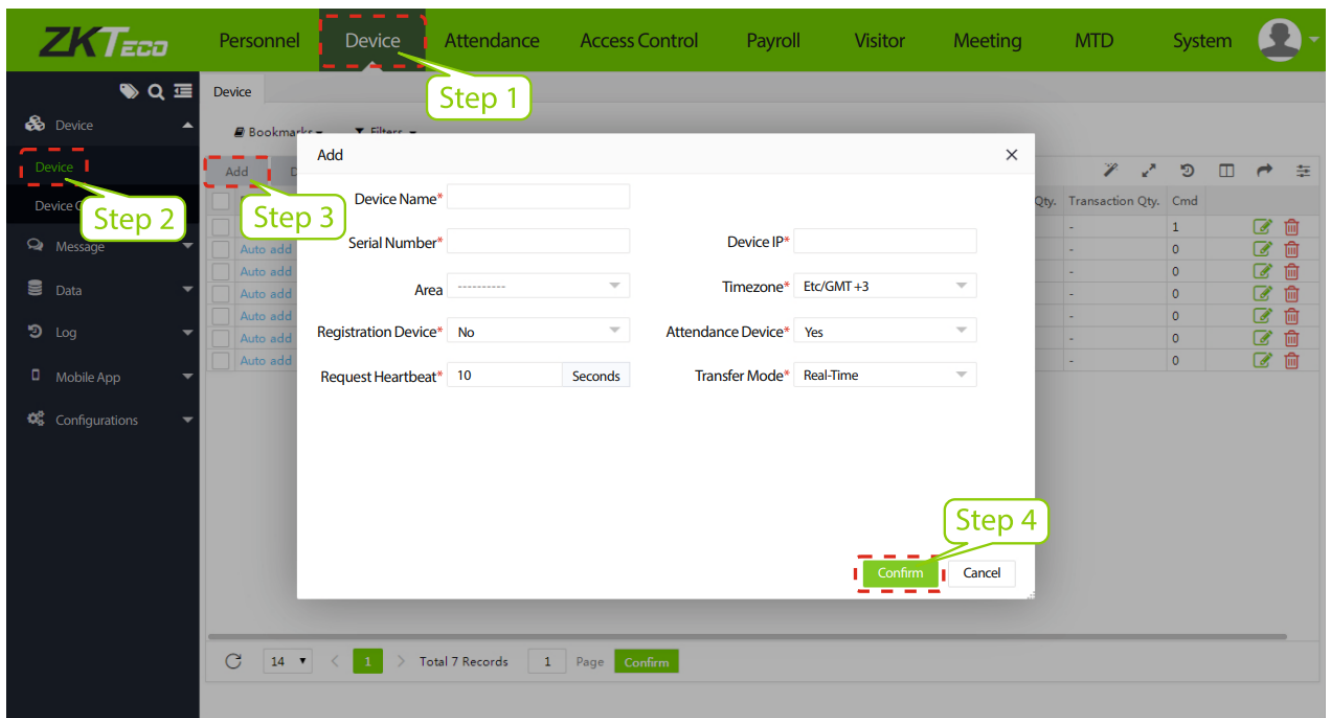 ZKTECO
Personnel Device Attendance Access Control Payroll Visitor Meeting MTD System
Step 1
Device
Device
Bookmarks Filters
Add
Device
Add
Step 2
Step 3
Device Name*
Qty. Transaction Qty. Cmd
Message
Serial Number* Device IP*
- 1
Auto add - 0
Auto add - 0
Area ---------- Timezone* Etc/GMT +3
Data
Auto add - 0
Auto add - 0
Registration Device* No Attendance Device* Yes
Log
Auto add - 0
Auto add - 0
Mobile App
Request Heartbeat* 10 Seconds Transfer Mode* Real-Time
Configurations
Step 4
Confirm Cancel
14 1 Total 7 Records 1 Page Confirm